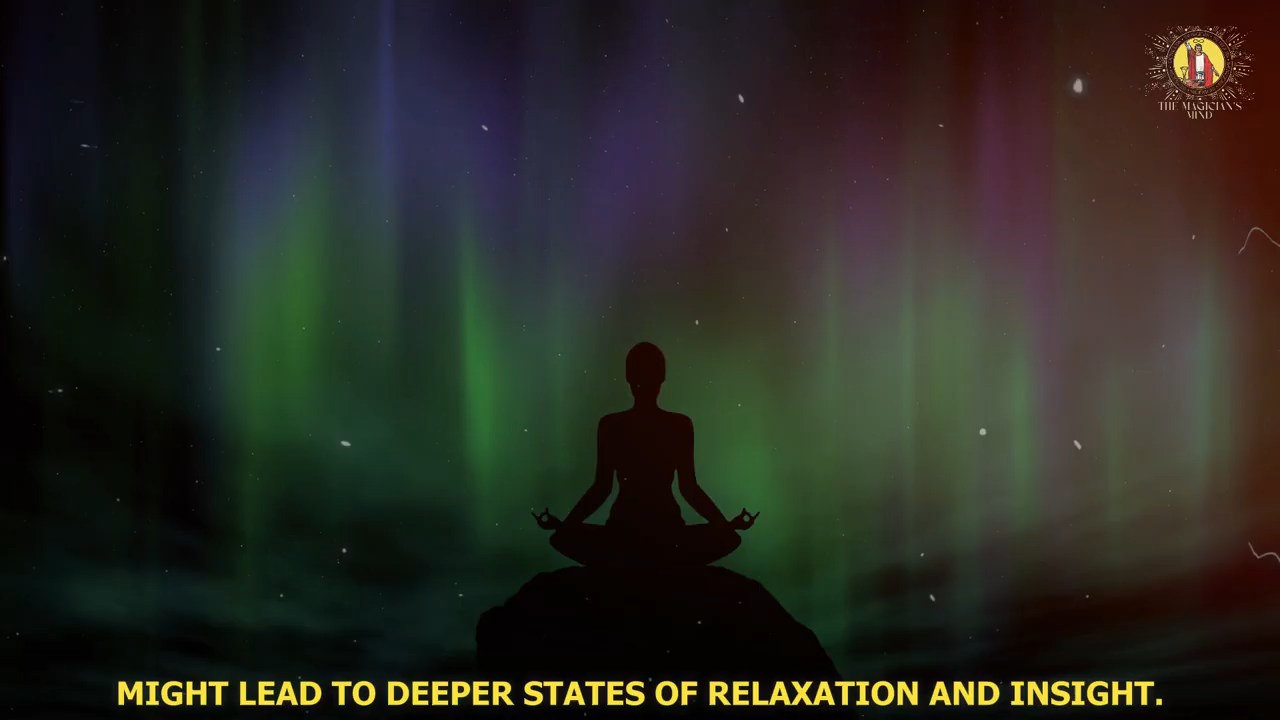 THE MAGICIAN'S
MIND
MIGHT LEAD TO DEEPER STATES OF RELAXATION AND INSIGHT.